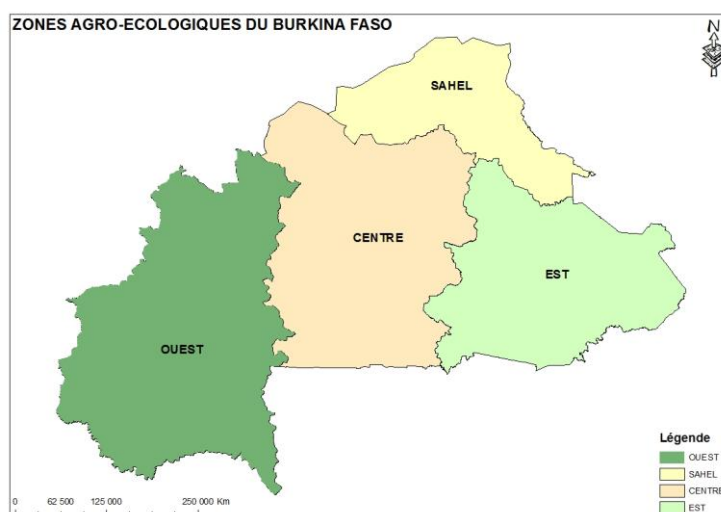 ZONES AGRO-ECOLOGIQUES DU BURKINA FASO
N
SAHEL
CENTRE
EST
OUEST
Légende
OUEST
SAHEL
CENTRE
EST
0 62 500 125 000 250 000 Km